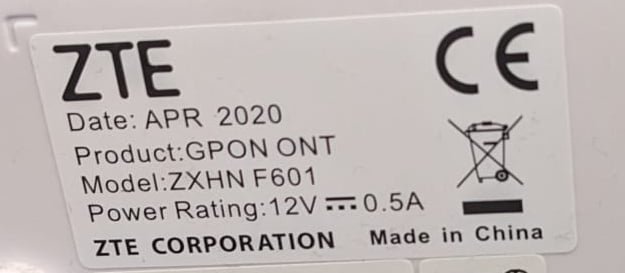 ZTE
CE
Date: APR 2020
Product:GPON ONT
Model:ZXHN F601
Power Rating:12V ⎓ 0.5A
ZTE CORPORATION Made in China